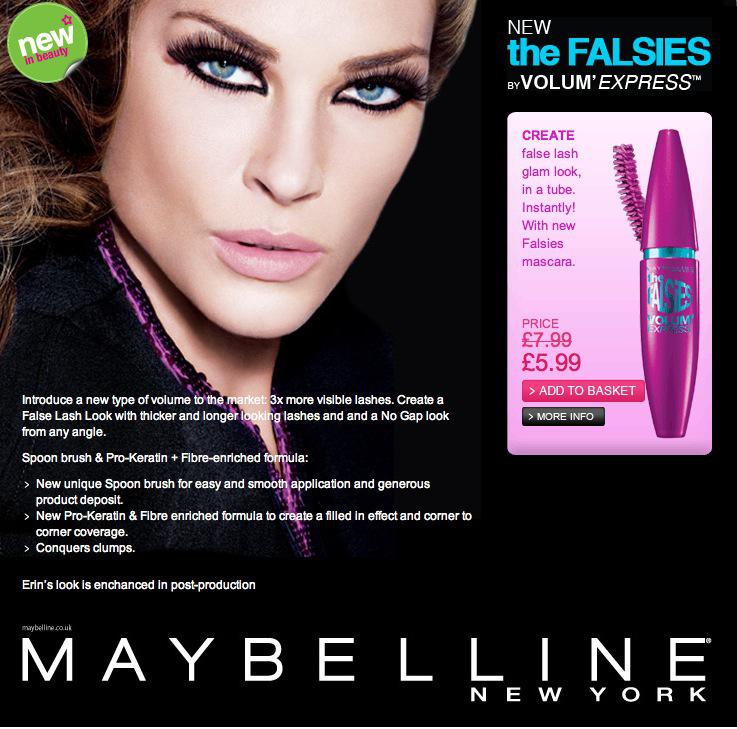 new
in beauty
NEW
the FALSIES
BY VOLUM' EXPRESS™
CREATE
false lash
glam look,
in a tube.
Instantly!
With new
Falsies
mascara.
MAYBELLINE
the
FALSIES
VOLUM'
EXPRESS
PRICE
£7.99
£5.99
> ADD TO BASKET
> MORE INFO
Introduce a new type of volume to the market: 3x more visible lashes. Create a
False Lash Look with thicker and longer looking lashes and and a No Gap look
from any angle.
Spoon brush & Pro-Keratin + Fibre-enriched formula:
> New unique Spoon brush for easy and smooth application and generous
product deposit.
> New Pro-Keratin & Fibre enriched formula to create a filled in effect and corner to
corner coverage.
> Conquers clumps.
Erin's look is enchanced in post-production
maybelline.co.uk
MAYBELLINE®
NEW YORK